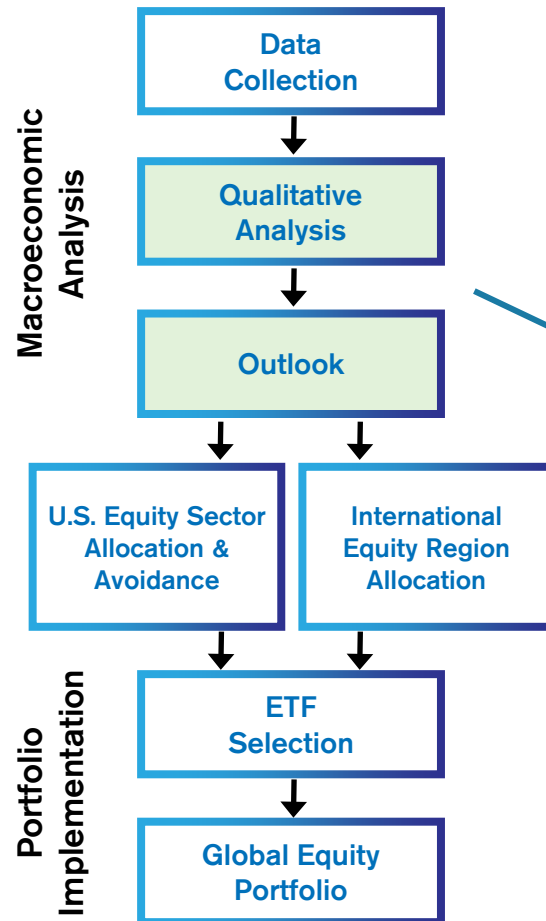 Macroeconomic
Analysis
Data
Collection
Qualitative
Analysis
Outlook
U.S. Equity Sector
Allocation &
Avoidance
International
Equity Region
Allocation
Portfolio
Implementation
ETF
Selection
Global Equity
Portfolio